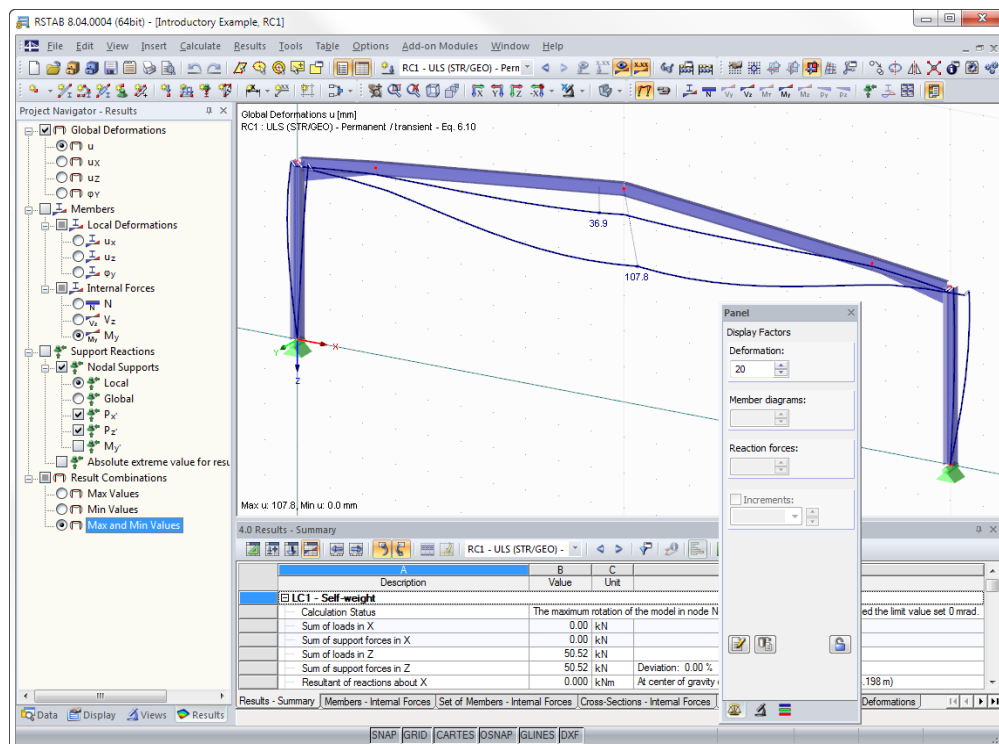 RSTAB 8.04.0004 (64bit) - [Introductory Example, RC1]
File Edit View Insert Calculate Results Tools Table Options Add-on Modules Window Help
RC1 - ULS (STR/GEO) - Perm
Project Navigator - Results
Global Deformations
u
uX
uZ
φY
Members
Local Deformations
ux
uz
φy
Internal Forces
N
Vz
My
Support Reactions
Nodal Supports
Local
Global
Px'
Pz'
My'
Absolute extreme value for resu
Result Combinations
Max Values
Min Values
Max and Min Values
Data Display Views Results
Global Deformations u [mm]
RC1 : ULS (STR/GEO) - Permanent / transient - Eq. 6.10
36.9
107.8
Y X
Z
Max u: 107.8, Min u: 0.0 mm
Panel
Display Factors
Deformation:
20
Member diagrams:
Reaction forces:
Increments:
4.0 Results - Summary
RC1 - ULS (STR/GEO) -
A B C
Description Value Unit
LC1 - Self-weight
Calculation Status The maximum rotation of the model in node N ed the limit value set 0 mrad.
Sum of loads in X 0.00 kN
Sum of support forces in X 0.00 kN
Sum of loads in Z 50.52 kN
Sum of support forces in Z 50.52 kN Deviation: 0.00 %
Resultant of reactions about X 0.000 kNm At center of gravity .198 m)
Results - Summary Members - Internal Forces Set of Members - Internal Forces Cross-Sections - Internal Forces Deformations
SNAP GRID CARTES OSNAP GLINES DXF